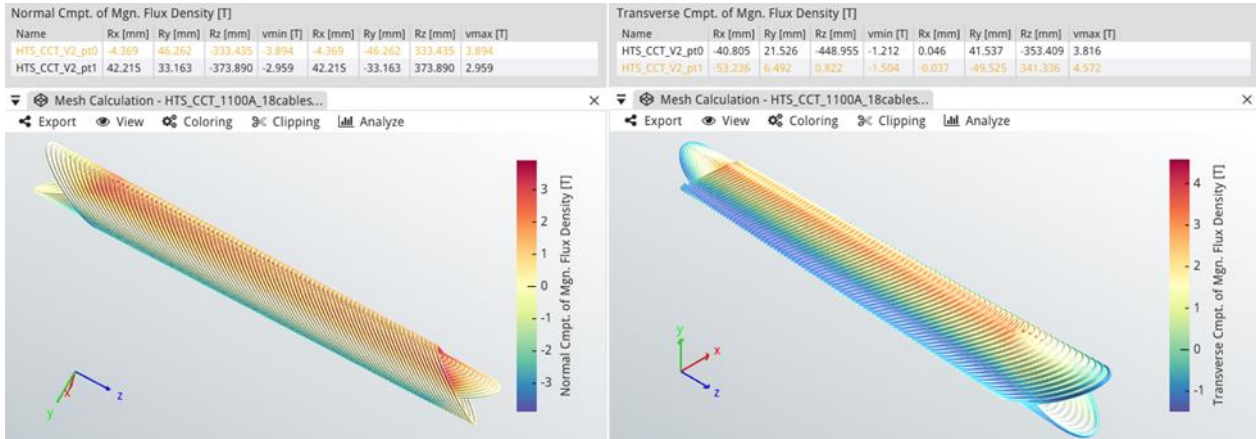 Normal Cmpt. of Mgn. Flux Density [T]
Name Rx [mm] Ry [mm] Rz [mm] vmin [T] Rx [mm] Ry [mm] Rz [mm] vmax [T]
HTS_CCT_V2_pt0 -4.369 46.262 -333.435 -3.894 -4.369 -46.262 333.435 3.894
HTS_CCT_V2_pt1 42.215 33.163 -373.890 -2.959 42.215 -33.163 373.890 2.959
Mesh Calculation - HTS_CCT_1100A_18cables...
Export View Coloring Clipping Analyze
3
2
1
0
-1
-2
-3
Normal Cmpt. of Mgn. Flux Density [T]
x
y
z
Transverse Cmpt. of Mgn. Flux Density [T]
Name Rx [mm] Ry [mm] Rz [mm] vmin [T] Rx [mm] Ry [mm] Rz [mm] vmax [T]
HTS_CCT_V2_pt0 -40.805 21.526 -448.955 -1.212 0.046 41.537 -353.409 3.816
HTS_CCT_V2_pt1 -53.236 6.492 0.822 -1.504 -0.037 -49.525 341.336 4.572
Mesh Calculation - HTS_CCT_1100A_18cables...
Export View Coloring Clipping Analyze
4
3
2
1
0
-1
Transverse Cmpt. of Mgn. Flux Density [T]
y
x
z